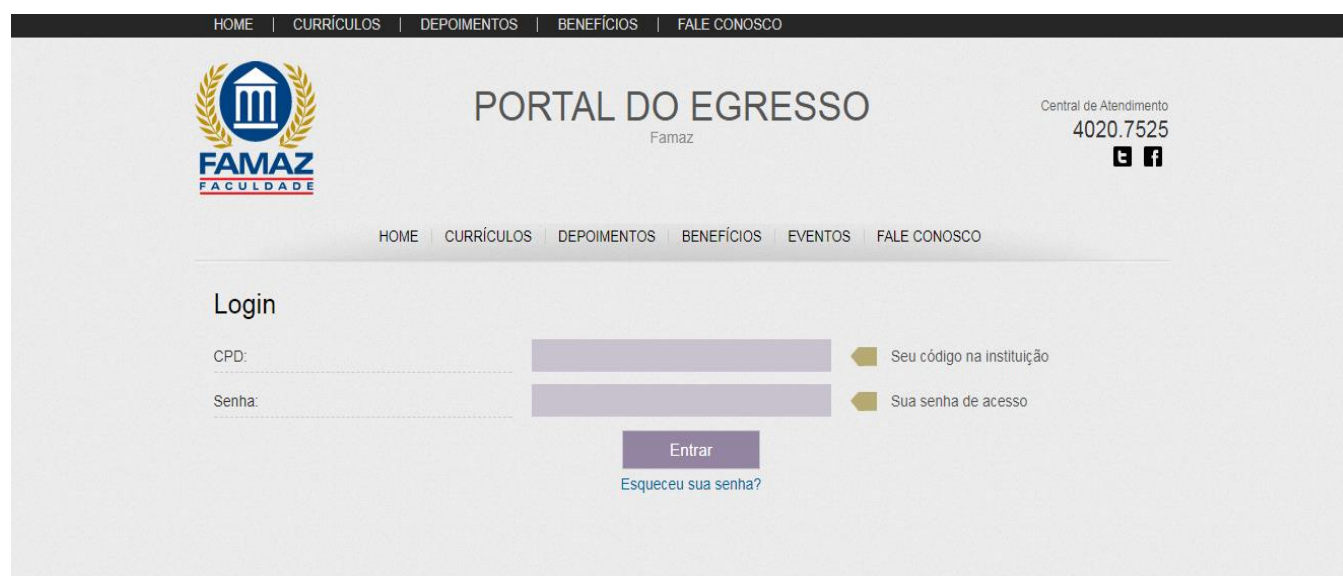 HOME | CURRÍCULOS | DEPOIMENTOS | BENEFÍCIOS | FALE CONOSCO
FAMAZ
FACULDADE
PORTAL DO EGRESSO
Famaz
Central de Atendimento
4020.7525
HOME CURRÍCULOS DEPOIMENTOS BENEFÍCIOS EVENTOS FALE CONOSCO
Login
CPD: Seu código na instituição
Senha: Sua senha de acesso
Entrar
Esqueceu sua senha?